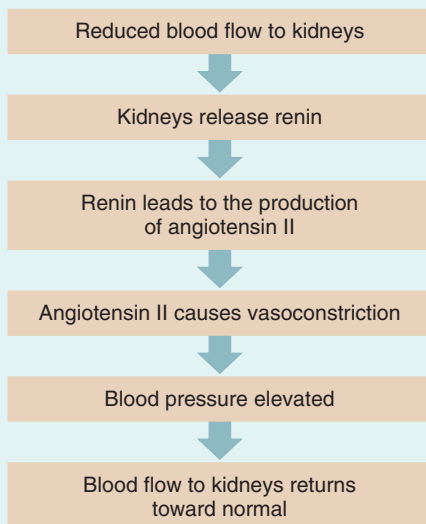 Reduced blood flow to kidneys
Kidneys release renin
Renin leads to the production
of angiotensin II
Angiotensin II causes vasoconstriction
Blood pressure elevated
Blood flow to kidneys returns
toward normal